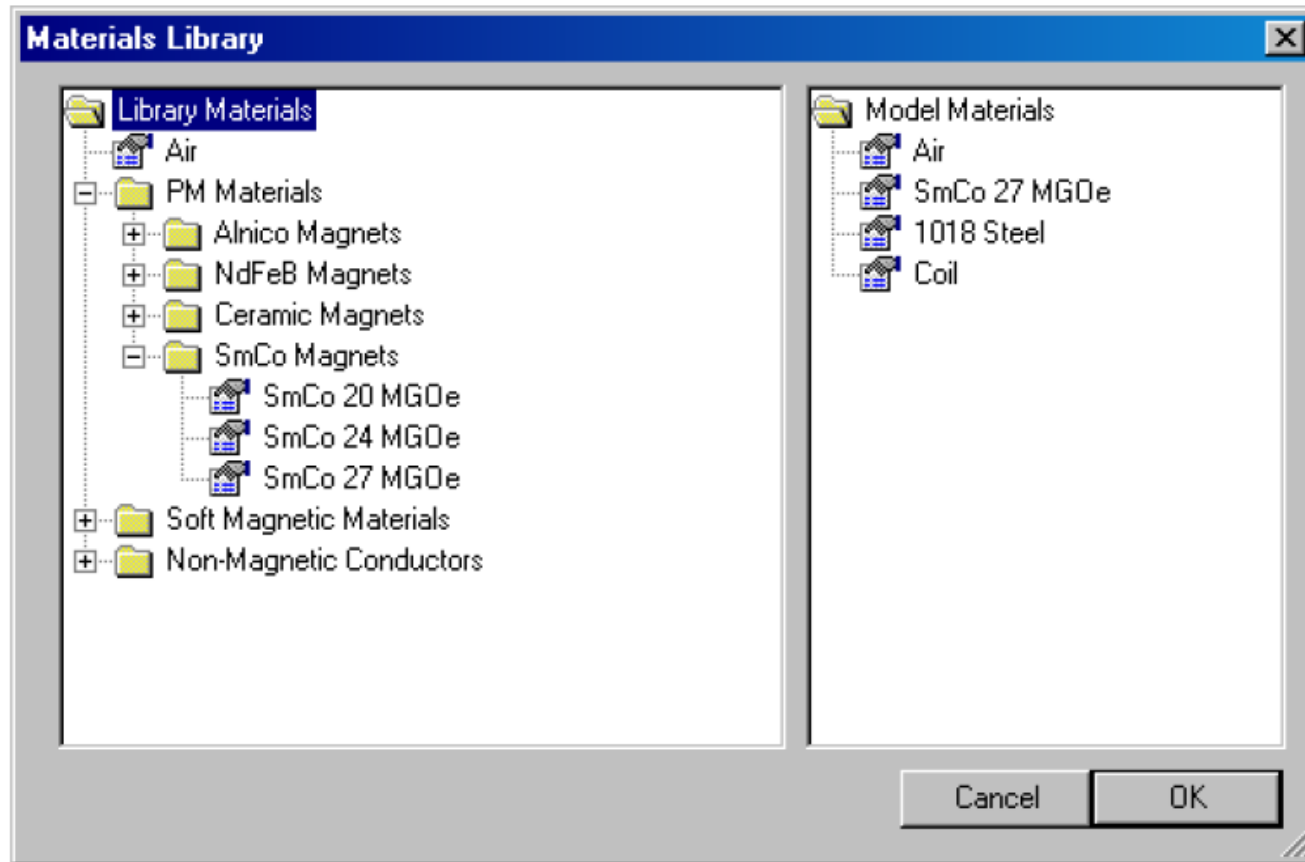 Materials Library
Library Materials
Air
PM Materials
Alnico Magnets
NdFeB Magnets
Ceramic Magnets
SmCo Magnets
SmCo 20 MGOe
SmCo 24 MGOe
SmCo 27 MGOe
Soft Magnetic Materials
Non-Magnetic Conductors
Model Materials
Air
SmCo 27 MGOe
1018 Steel
Coil
Cancel
OK